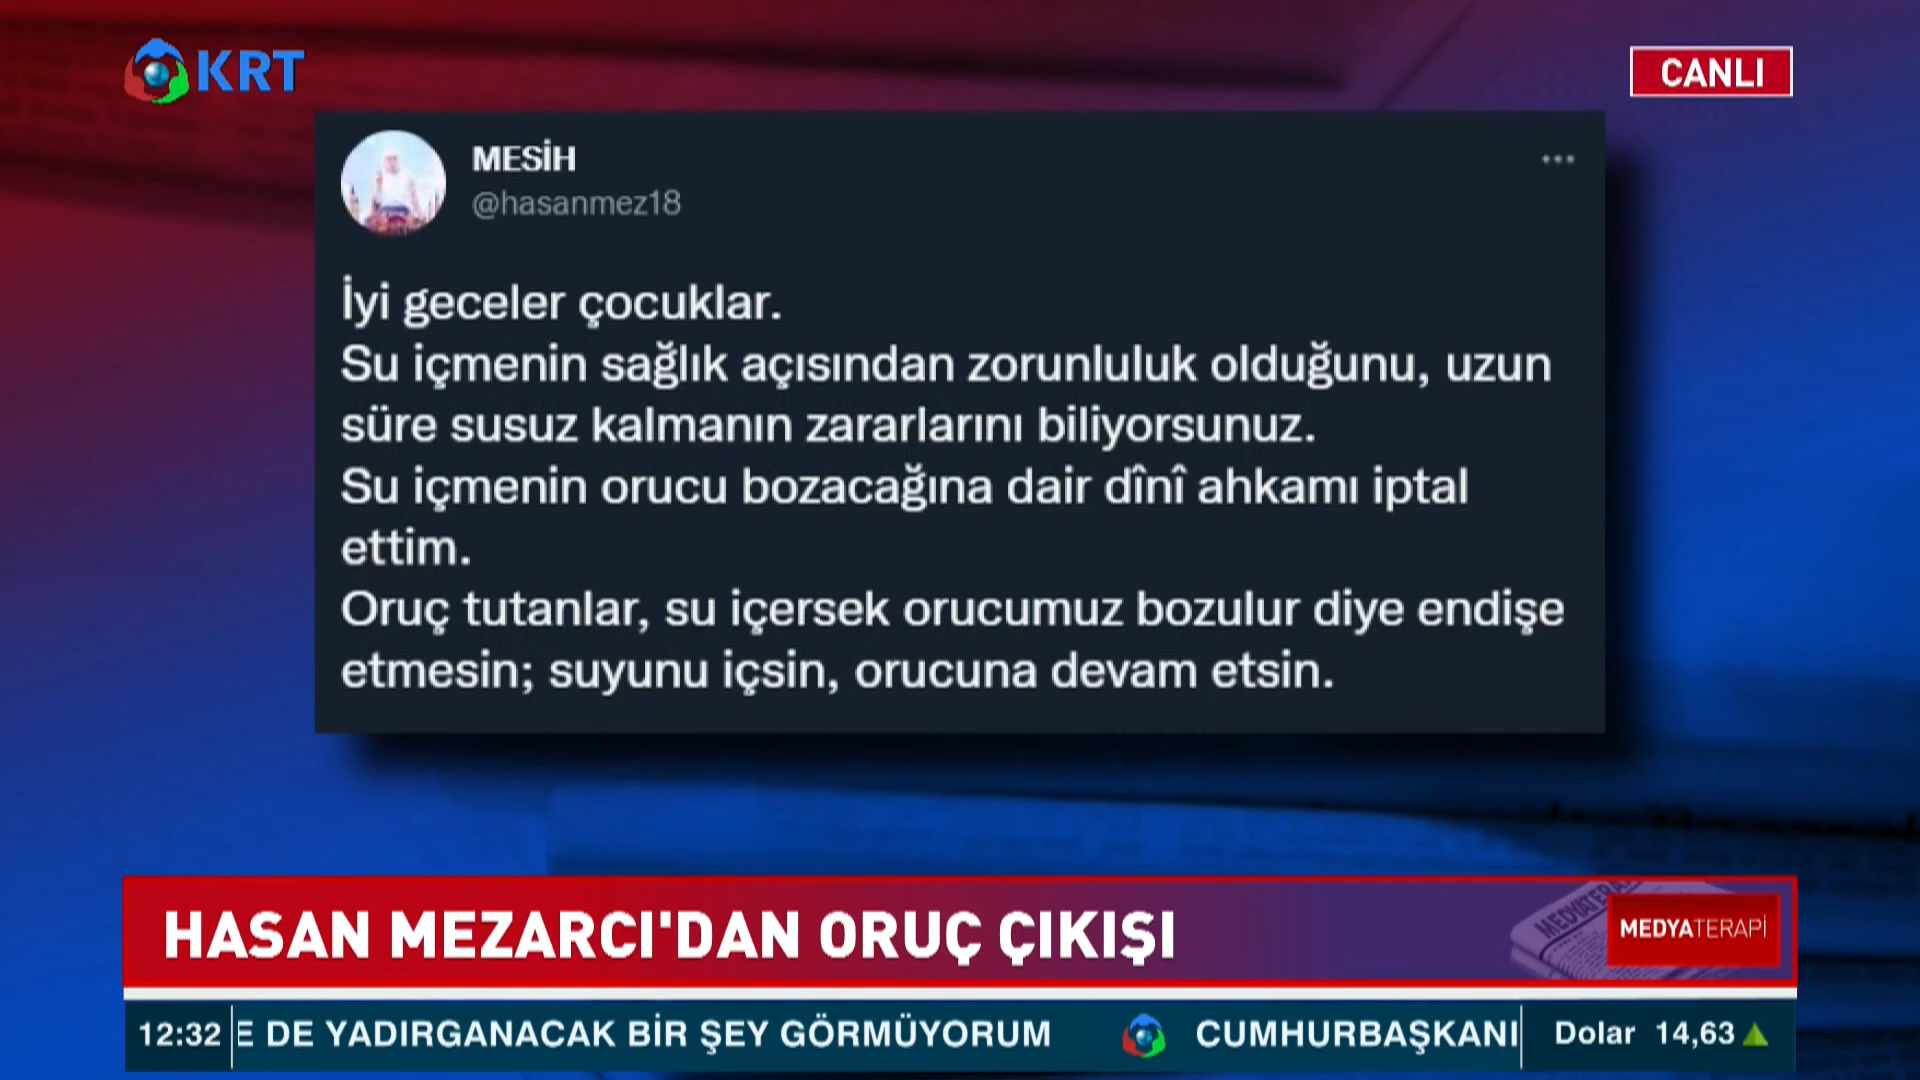 KRT
CANLI
MESİH
@hasanmez18
İyi geceler çocuklar.
Su içmenin sağlık açısından zorunluluk olduğunu, uzun
süre susuz kalmanın zararlarını biliyorsunuz.
Su içmenin orucu bozacağına dair dînî ahkamı iptal
ettim.
Oruç tutanlar, su içersek orucumuz bozulur diye endişe
etmesin; suyunu içsin, orucuna devam etsin.
HASAN MEZARCI'DAN ORUÇ ÇIKIŞI
MEDYATERAPİ
12:32 E DE YADIRGANACAK BİR ŞEY GÖRMÜYORUM CUMHURBAŞKANI Dolar 14,63